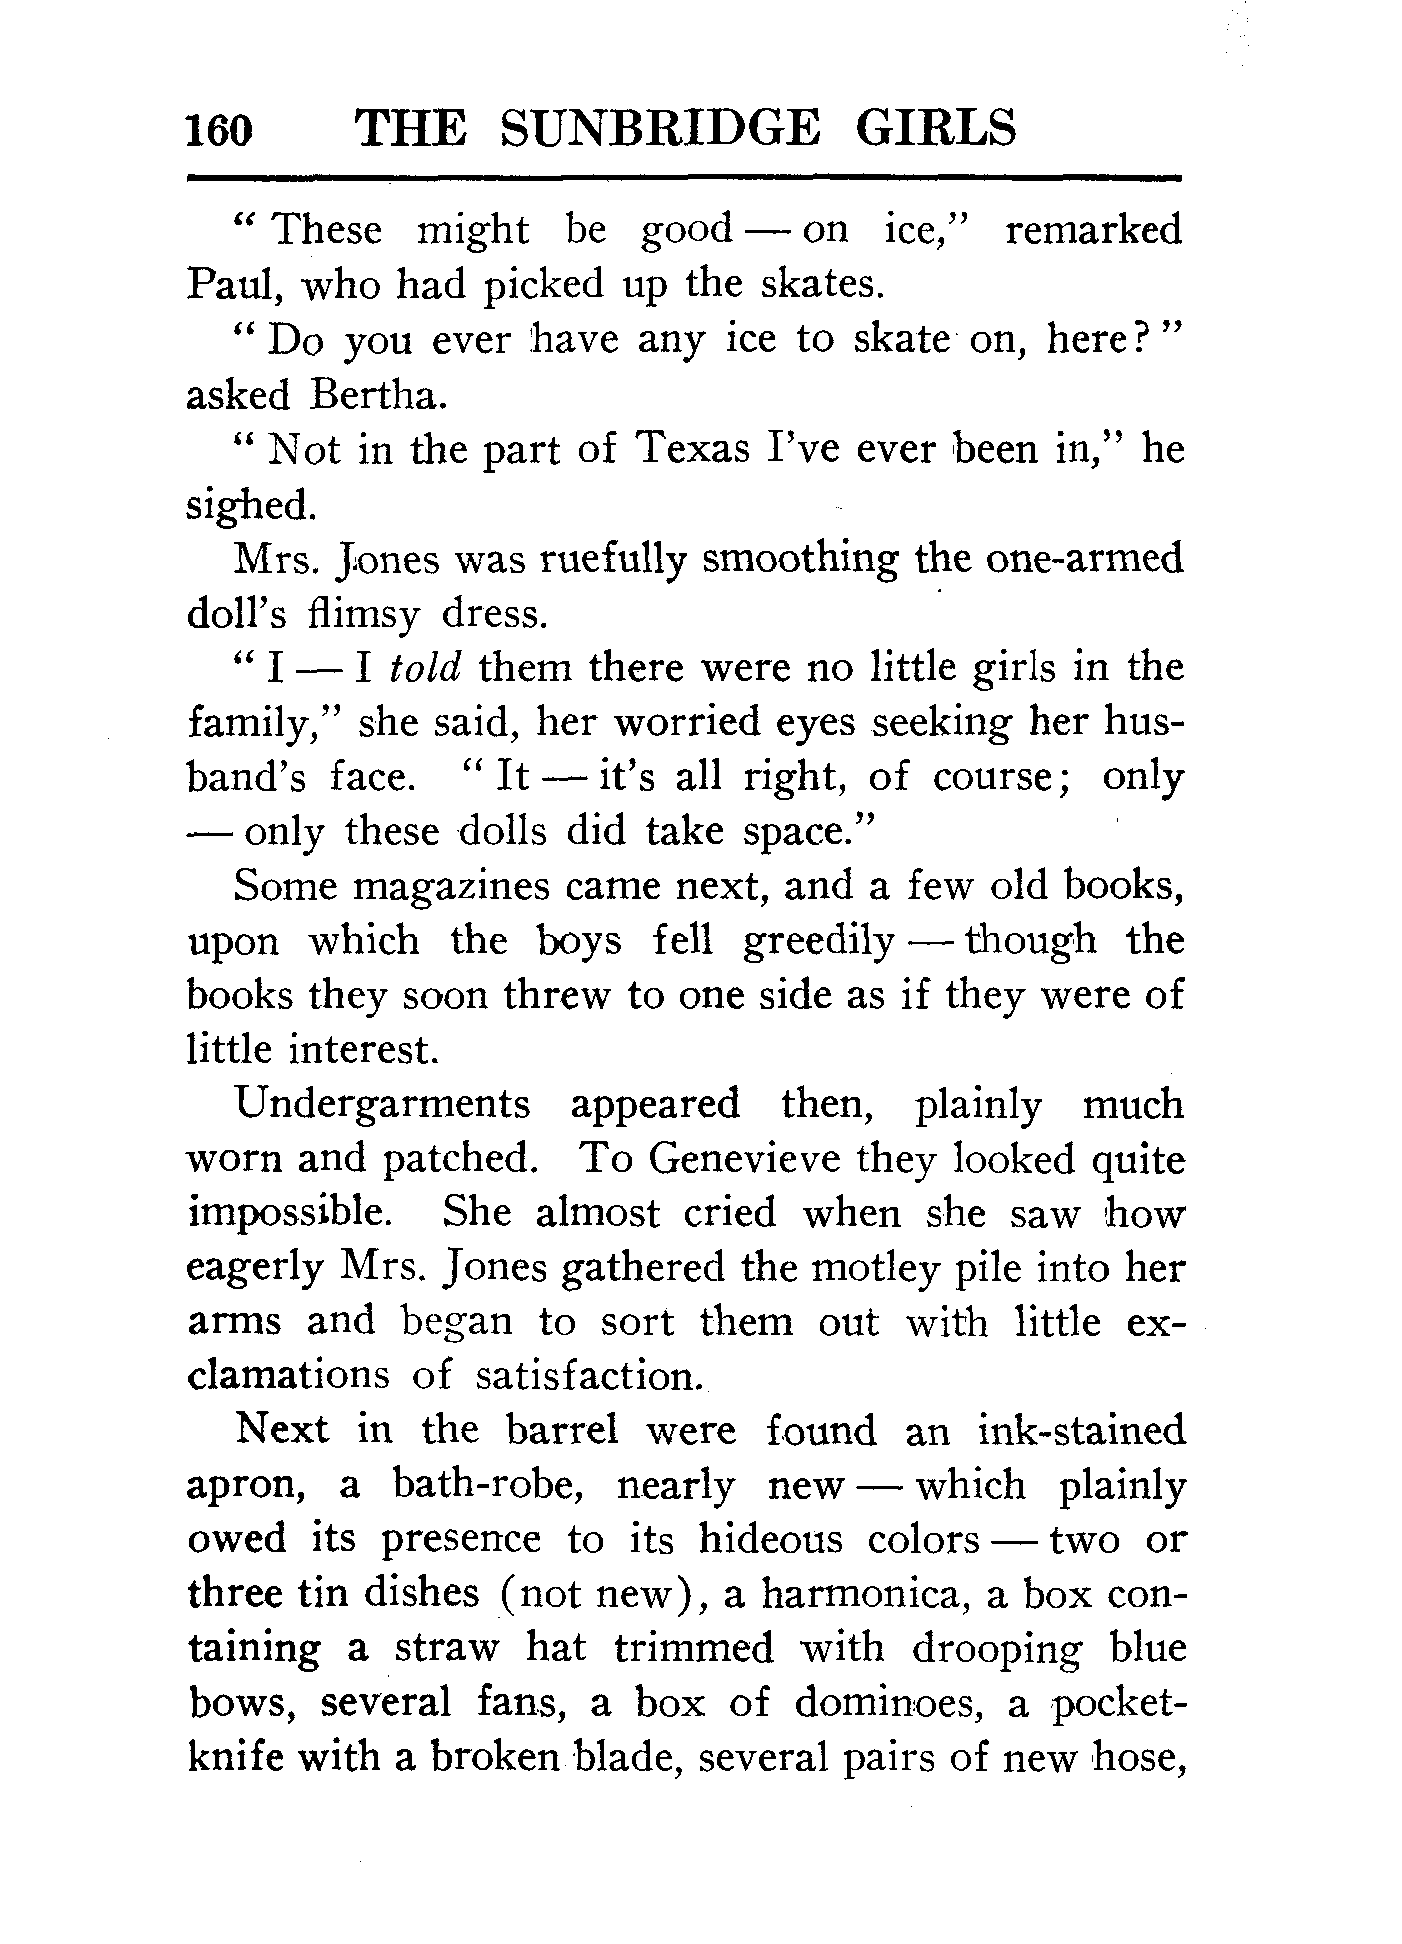 160 THE SUNBRIDGE GIRLS
“ These might be good — on ice,” remarked
Paul, who had picked up the skates.
“ Do you ever have any ice to skate on, here? ”
asked Bertha.
“ Not in the part of Texas I’ve ever been in,” he
sighed.
Mrs. Jones was ruefully smoothing the one-armed
doll’s flimsy dress.
“ I — I told them there were no little girls in the
family,” she said, her worried eyes seeking her hus-
band’s face. “ It — it’s all right, of course; only
— only these dolls did take space.”
Some magazines came next, and a few old books,
upon which the boys fell greedily — though the
books they soon threw to one side as if they were of
little interest.
Undergarments appeared then, plainly much
worn and patched. To Genevieve they looked quite
impossible. She almost cried when she saw how
eagerly Mrs. Jones gathered the motley pile into her
arms and began to sort them out with little ex-
clamations of satisfaction.
Next in the barrel were found an ink-stained
apron, a bath-robe, nearly new — which plainly
owed its presence to its hideous colors — two or
three tin dishes (not new), a harmonica, a box con-
taining a straw hat trimmed with drooping blue
bows, several fans, a box of dominoes, a pocket-
knife with a broken blade, several pairs of new hose,